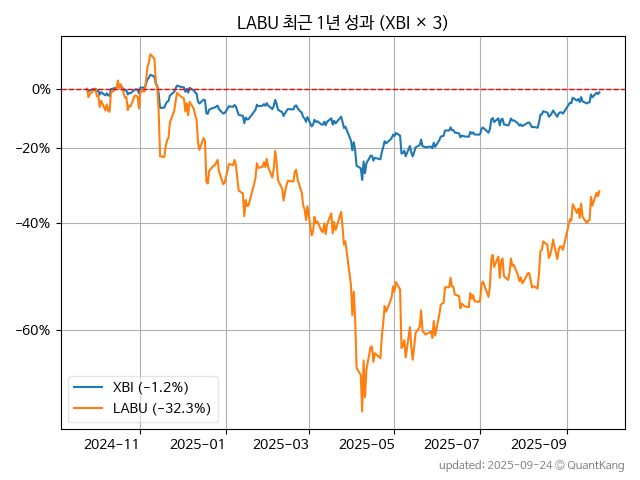 LABU 최근 1년 성과 (XBI × 3)
0%
−20%
−40%
−60%
XBI (−1.2%)
LABU (−32.3%)
2024-11
2025-01
2025-03
2025-05
2025-07
2025-09
updated: 2025-09-24 © QuantKang